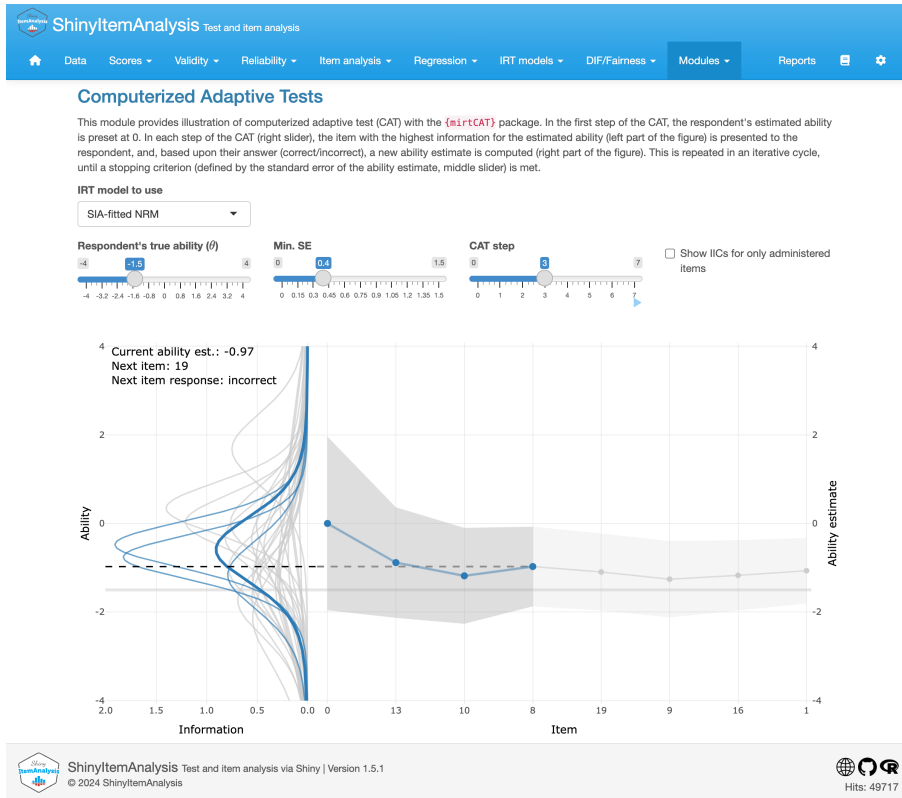 ShinyItemAnalysis Test and item analysis
Data Scores Validity Reliability Item analysis Regression IRT models DIF/Fairness Modules Reports
Computerized Adaptive Tests
This module provides illustration of computerized adaptive test (CAT) with the {mirtCAT} package. In the first step of the CAT, the respondent's estimated ability
is preset at 0. In each step of the CAT (right slider), the item with the highest information for the estimated ability (left part of the figure) is presented to the
respondent, and, based upon their answer (correct/incorrect), a new ability estimate is computed (right part of the figure). This is repeated in an iterative cycle,
until a stopping criterion (defined by the standard error of the ability estimate, middle slider) is met.
IRT model to use
SIA-fitted NRM
Respondent's true ability (θ) Min. SE CAT step
-4 -1.5 4 0 0.4 1.5 0 3 7
Show IICs for only administered
items
-4 -3.2 -2.4 -1.6 -0.8 0 0.8 1.6 2.4 3.2 4 0 0.15 0.3 0.45 0.6 0.75 0.9 1.05 1.2 1.35 1.5 0 1 2 3 4 5 6 7
Current ability est.: -0.97
Next item: 19
Next item response: incorrect
4 4
2 2
0 0
-2 -2
-4 -4
Ability
Ability estimate
2.0 1.5 1.0 0.5 0.0 0 13 10 8 19 9 16 1
Information Item
Shiny
ItemAnalysis
ShinyItemAnalysis Test and item analysis via Shiny | Version 1.5.1
© 2024 ShinyItemAnalysis
R
Hits: 49717